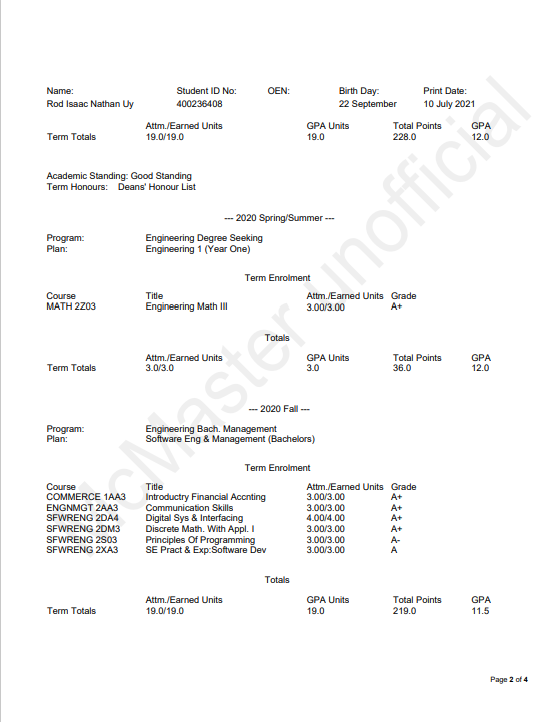 Name: Student ID No: OEN: Birth Day: Print Date:
Rod Isaac Nathan Uy 400236408 22 September 10 July 2021
Attm./Earned Units GPA Units Total Points GPA
Term Totals 19.0/19.0 19.0 228.0 12.0
Academic Standing: Good Standing
Term Honours: Deans' Honour List
--- 2020 Spring/Summer ---
Program: Engineering Degree Seeking
Plan: Engineering 1 (Year One)
Term Enrolment
Course Title Attm./Earned Units Grade
MATH 2Z03 Engineering Math III 3.00/3.00 A+
Totals
Attm./Earned Units GPA Units Total Points GPA
Term Totals 3.0/3.0 3.0 36.0 12.0
--- 2020 Fall ---
Program: Engineering Bach. Management
Plan: Software Eng & Management (Bachelors)
Term Enrolment
Course Title Attm./Earned Units Grade
COMMERCE 1AA3 Introductry Financial Accnting 3.00/3.00 A+
ENGNMGT 2AA3 Communication Skills 3.00/3.00 A+
SFWRENG 2DA4 Digital Sys & Interfacing 4.00/4.00 A+
SFWRENG 2DM3 Discrete Math. With Appl. I 3.00/3.00 A+
SFWRENG 2S03 Principles Of Programming 3.00/3.00 A-
SFWRENG 2XA3 SE Pract & Exp:Software Dev 3.00/3.00 A
Totals
Attm./Earned Units GPA Units Total Points GPA
Term Totals 19.0/19.0 19.0 219.0 11.5
Page 2 of 4
McMaster unofficial